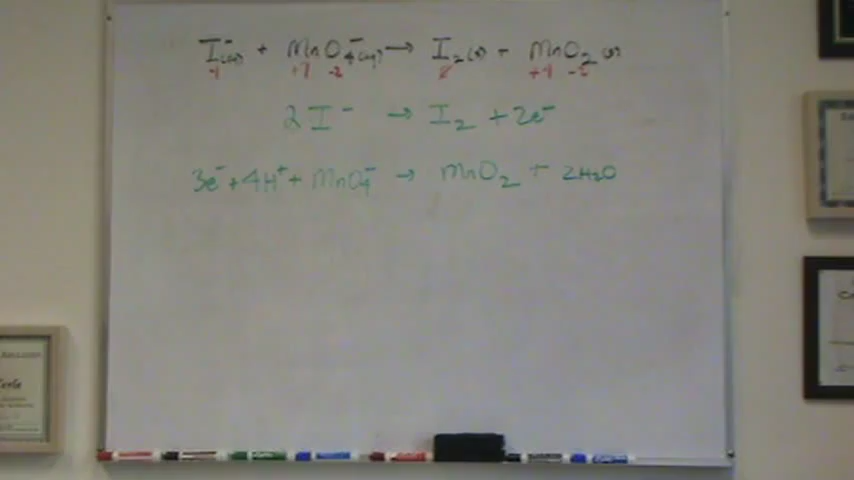 I⁻(aq) + MnO₄⁻(aq) → I₂(s) + MnO₂(s)
-1 +7 -2 0 +4 -2
2I⁻ → I₂ + 2e⁻
3e⁻ + 4H⁺ + MnO₄⁻ → MnO₂ + 2H₂O